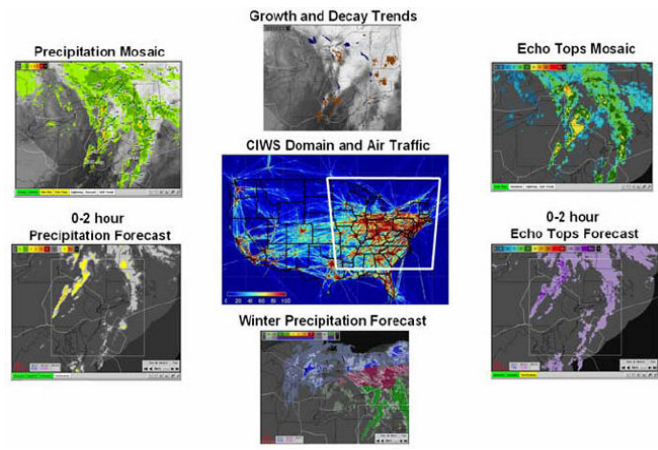 Growth and Decay Trends
Precipitation Mosaic
Echo Tops Mosaic
CIWS Domain and Air Traffic
0-2 hour
Precipitation Forecast
0-2 hour
Echo Tops Forecast
0 20 40 60 80 100
Winter Precipitation Forecast